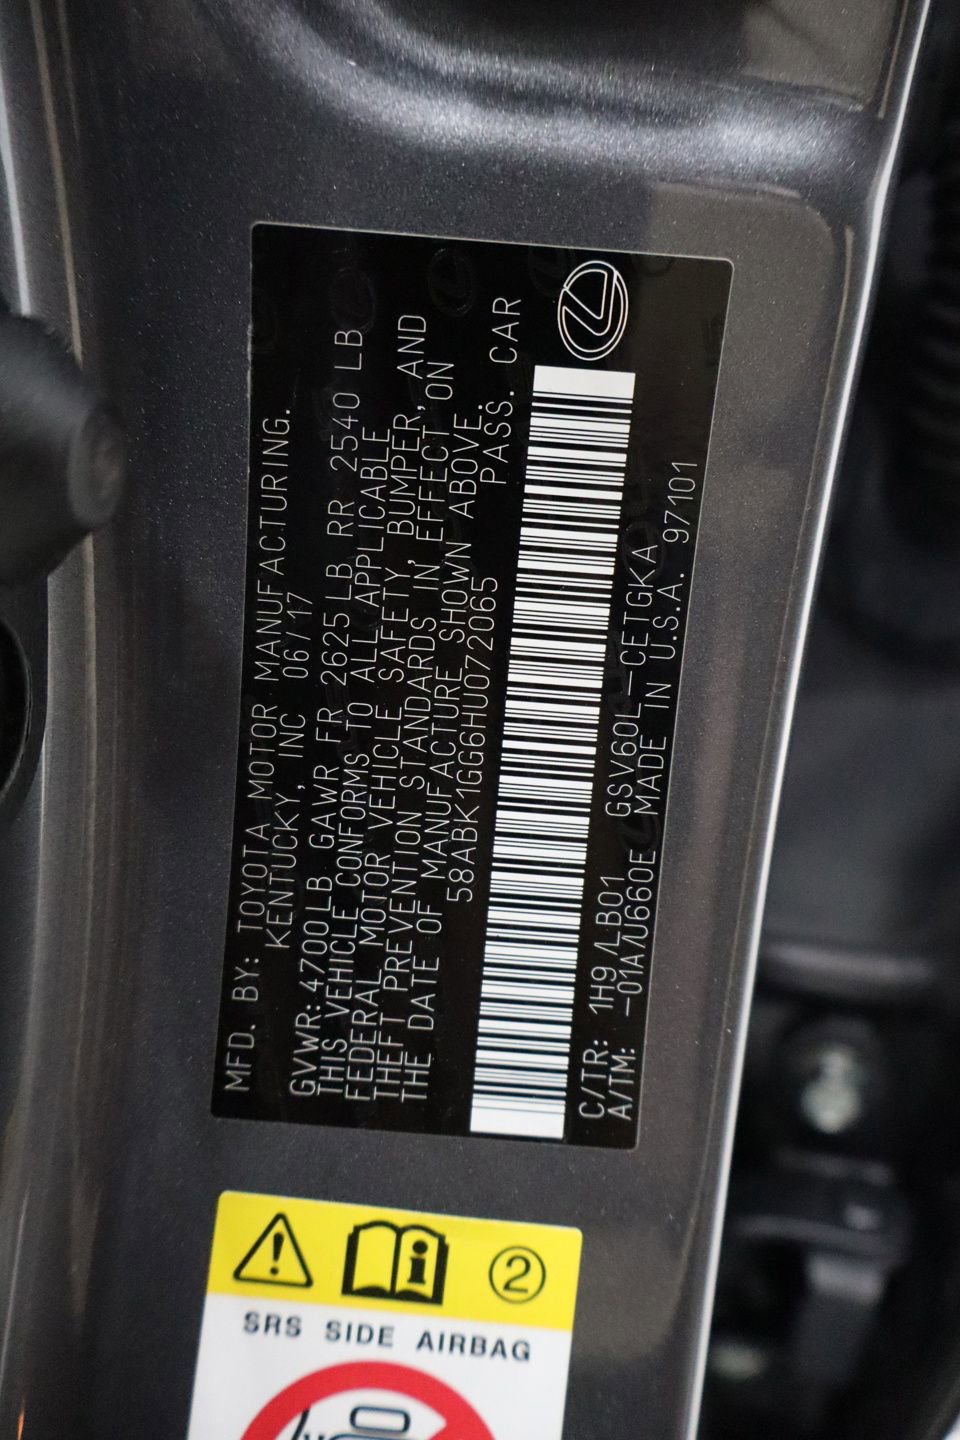 MFD. BY: TOYOTA MOTOR MANUFACTURING.
KENTUCKY, INC 06/17
GVWR: 4700LB GAWR FR 2625LB RR 2540 LB
THIS VEHICLE CONFORMS TO ALL APPLICABLE
FEDERAL MOTOR VEHICLE SAFETY, BUMPER, AND
THEFT PREVENTION STANDARDS IN EFFECT ON
THE DATE OF MANUFACTURE SHOWN ABOVE.
58ABK1GG6HU072065 PASS. CAR
C/TR: 1H9/LB01 GSV60L-CETGKA
A/TM: -01A/U660E MADE IN U.S.A. 97101
2
SRS SIDE AIRBAG